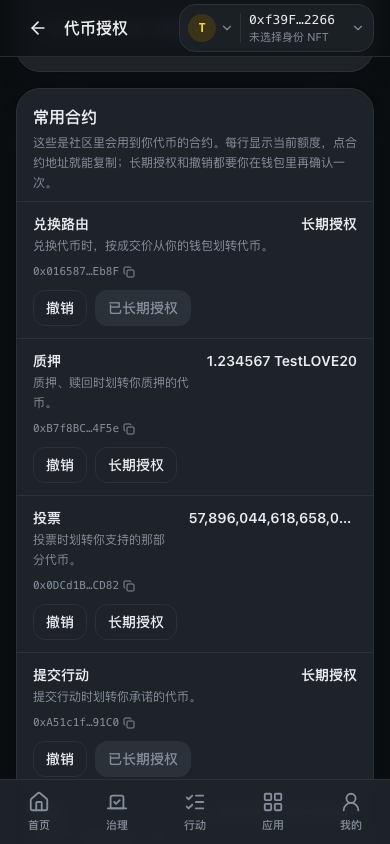 代币授权
T
0xf39F…2266
未选择身份 NFT
常用合约
这些是社区里会用到你代币的合约。每行显示当前额度，点合
约地址就能复制；长期授权和撤销都要你在钱包里再确认一
次。
兑换路由
长期授权
兑换代币时，按成交价从你的钱包划转代币。
0x016587…Eb8F
撤销
已长期授权
质押
1.234567 TestLOVE20
质押、赎回时划转你质押的代
币。
0xB7f8BC…4F5e
撤销
长期授权
投票
57,896,044,618,658,0...
投票时划转你支持的那部
分代币。
0x0DCd1B…CD82
撤销
长期授权
提交行动
长期授权
提交行动时划转你承诺的代币。
0xA51c1f…91C0
撤销
已长期授权
首页
治理
行动
应用
我的